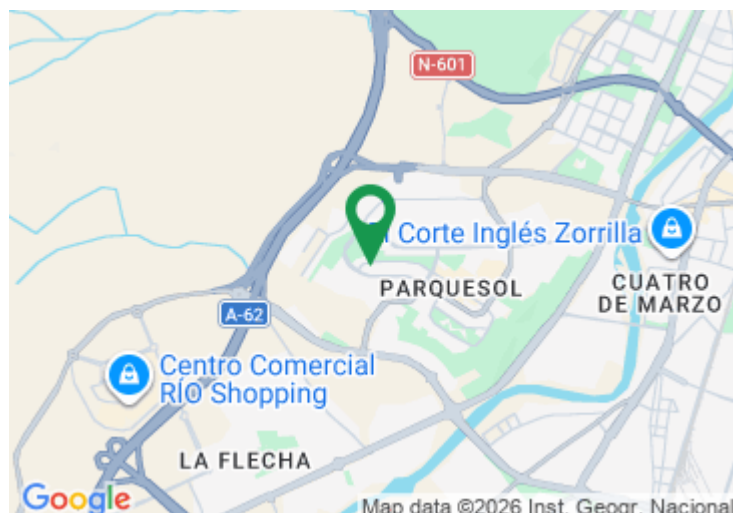 N-601
Corte Inglés Zorrilla
CUATRO
DE MARZO
PARQUESOL
A-62
Centro Comercial
RÍO Shopping
LA FLECHA
Google
Map data ©2026 Inst. Geogr. Nacional